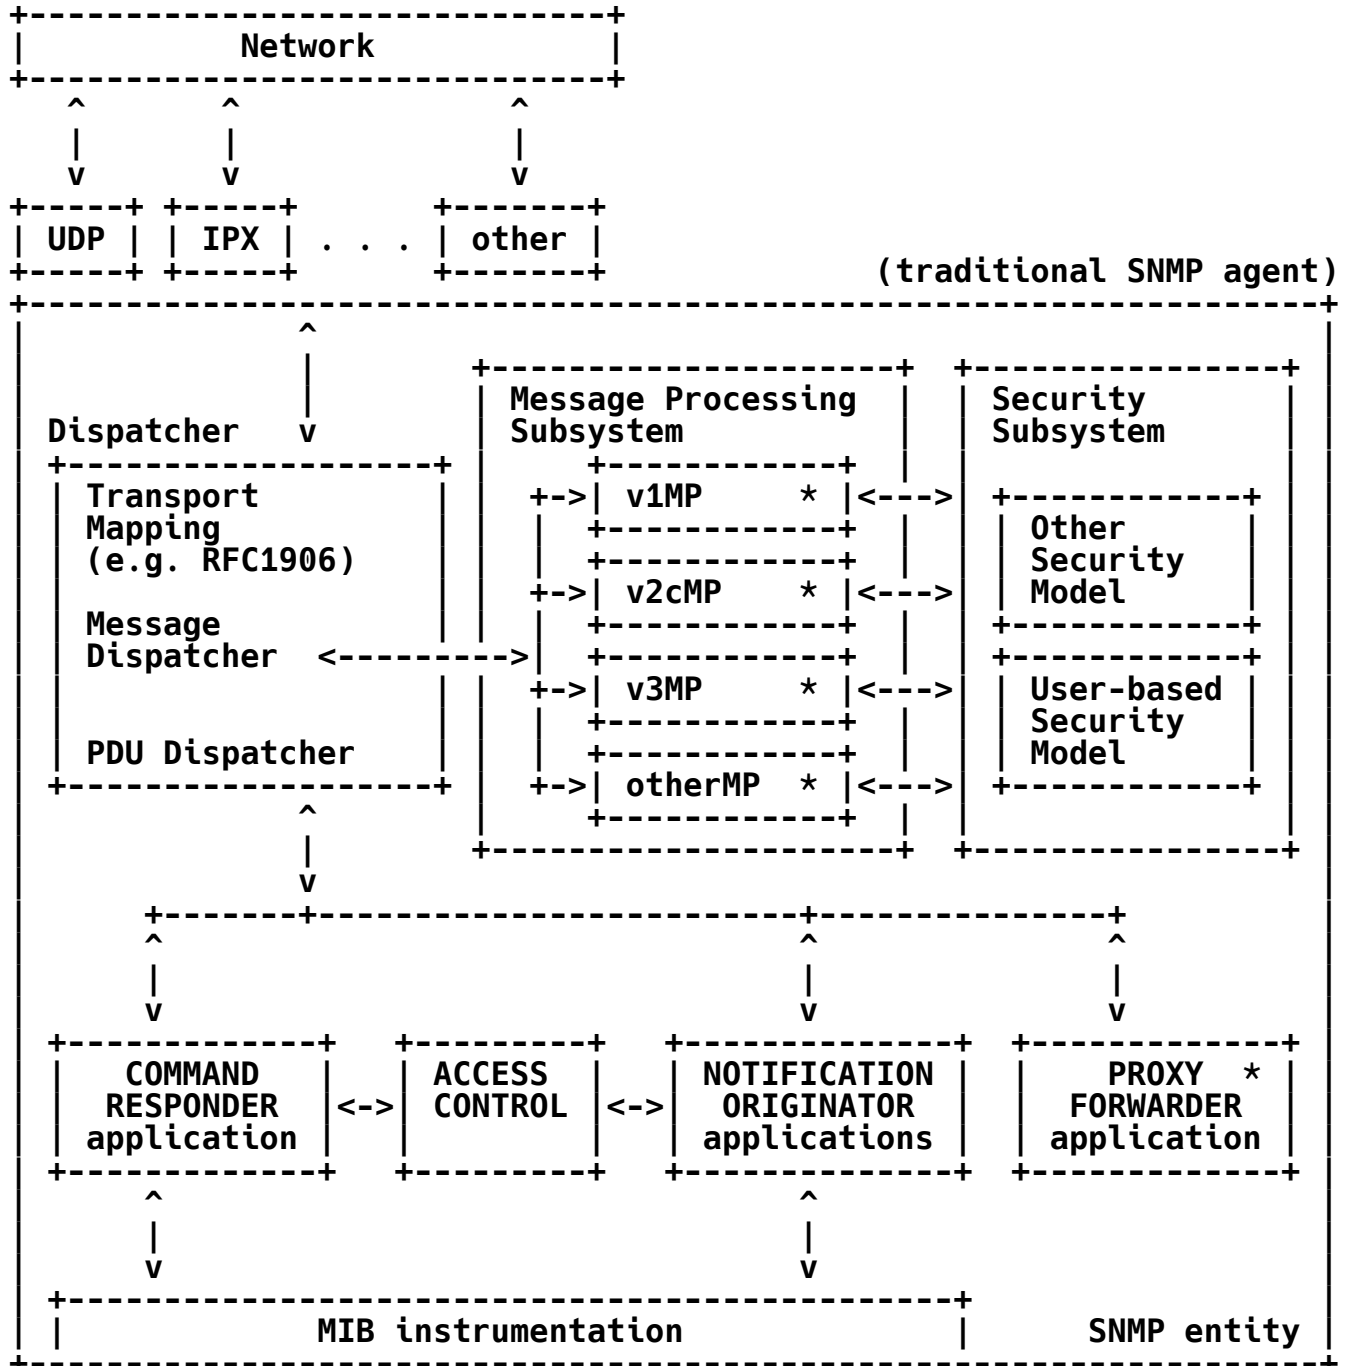 Network
UDP IPX . . . other
(traditional SNMP agent)
Message Processing Security
Dispatcher Subsystem Subsystem
Transport v1MP *
Mapping Other
(e.g. RFC1906) Security
v2cMP * Model
Message
Dispatcher
v3MP * User-based
Security
PDU Dispatcher Model
otherMP *
COMMAND ACCESS NOTIFICATION PROXY *
RESPONDER CONTROL ORIGINATOR FORWARDER
application applications application
MIB instrumentation SNMP entity